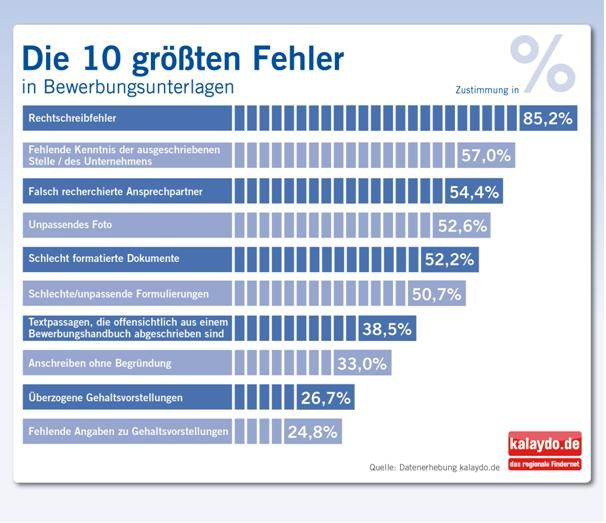 Die 10 größten Fehler
in Bewerbungsunterlagen
Zustimmung in %
Rechtschreibfehler 85,2%
Fehlende Kenntnis der ausgeschriebenen
Stelle / des Unternehmens 57,0%
Falsch recherchierte Ansprechpartner 54,4%
Unpassendes Foto 52,6%
Schlecht formatierte Dokumente 52,2%
Schlechte/unpassende Formulierungen 50,7%
Textpassagen, die offensichtlich aus einem
Bewerbungshandbuch abgeschrieben sind 38,5%
Anschreiben ohne Begründung 33,0%
Überzogene Gehaltsvorstellungen 26,7%
Fehlende Angaben zu Gehaltsvorstellungen 24,8%
kalaydo.de
das regionale Findernet
Quelle: Datenerhebung kalaydo.de